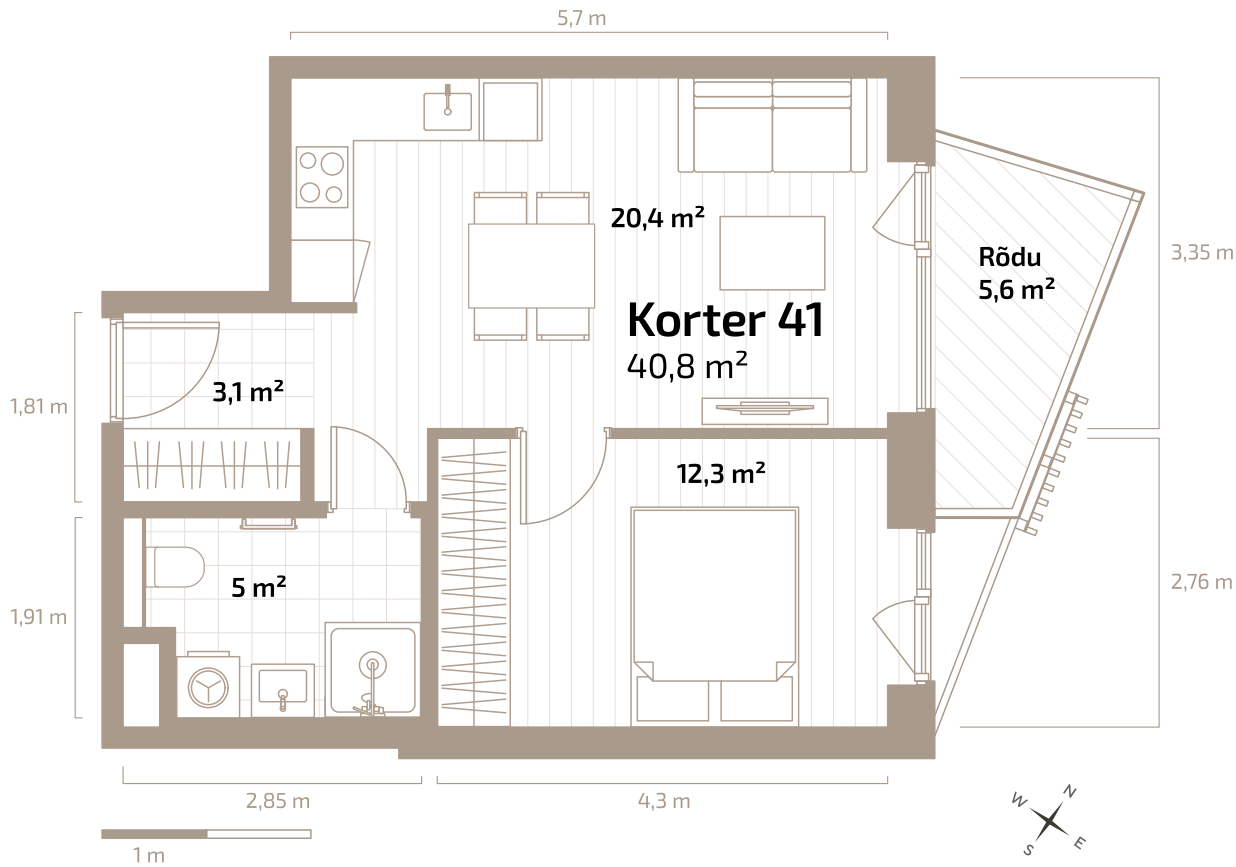 5,7 m
20,4 m²
Rõdu
5,6 m²
3,35 m
Korter 41
40,8 m²
3,1 m²
1,81 m
12,3 m²
5 m²
1,91 m
2,76 m
2,85 m
4,3 m
1 m
N
W
E
S